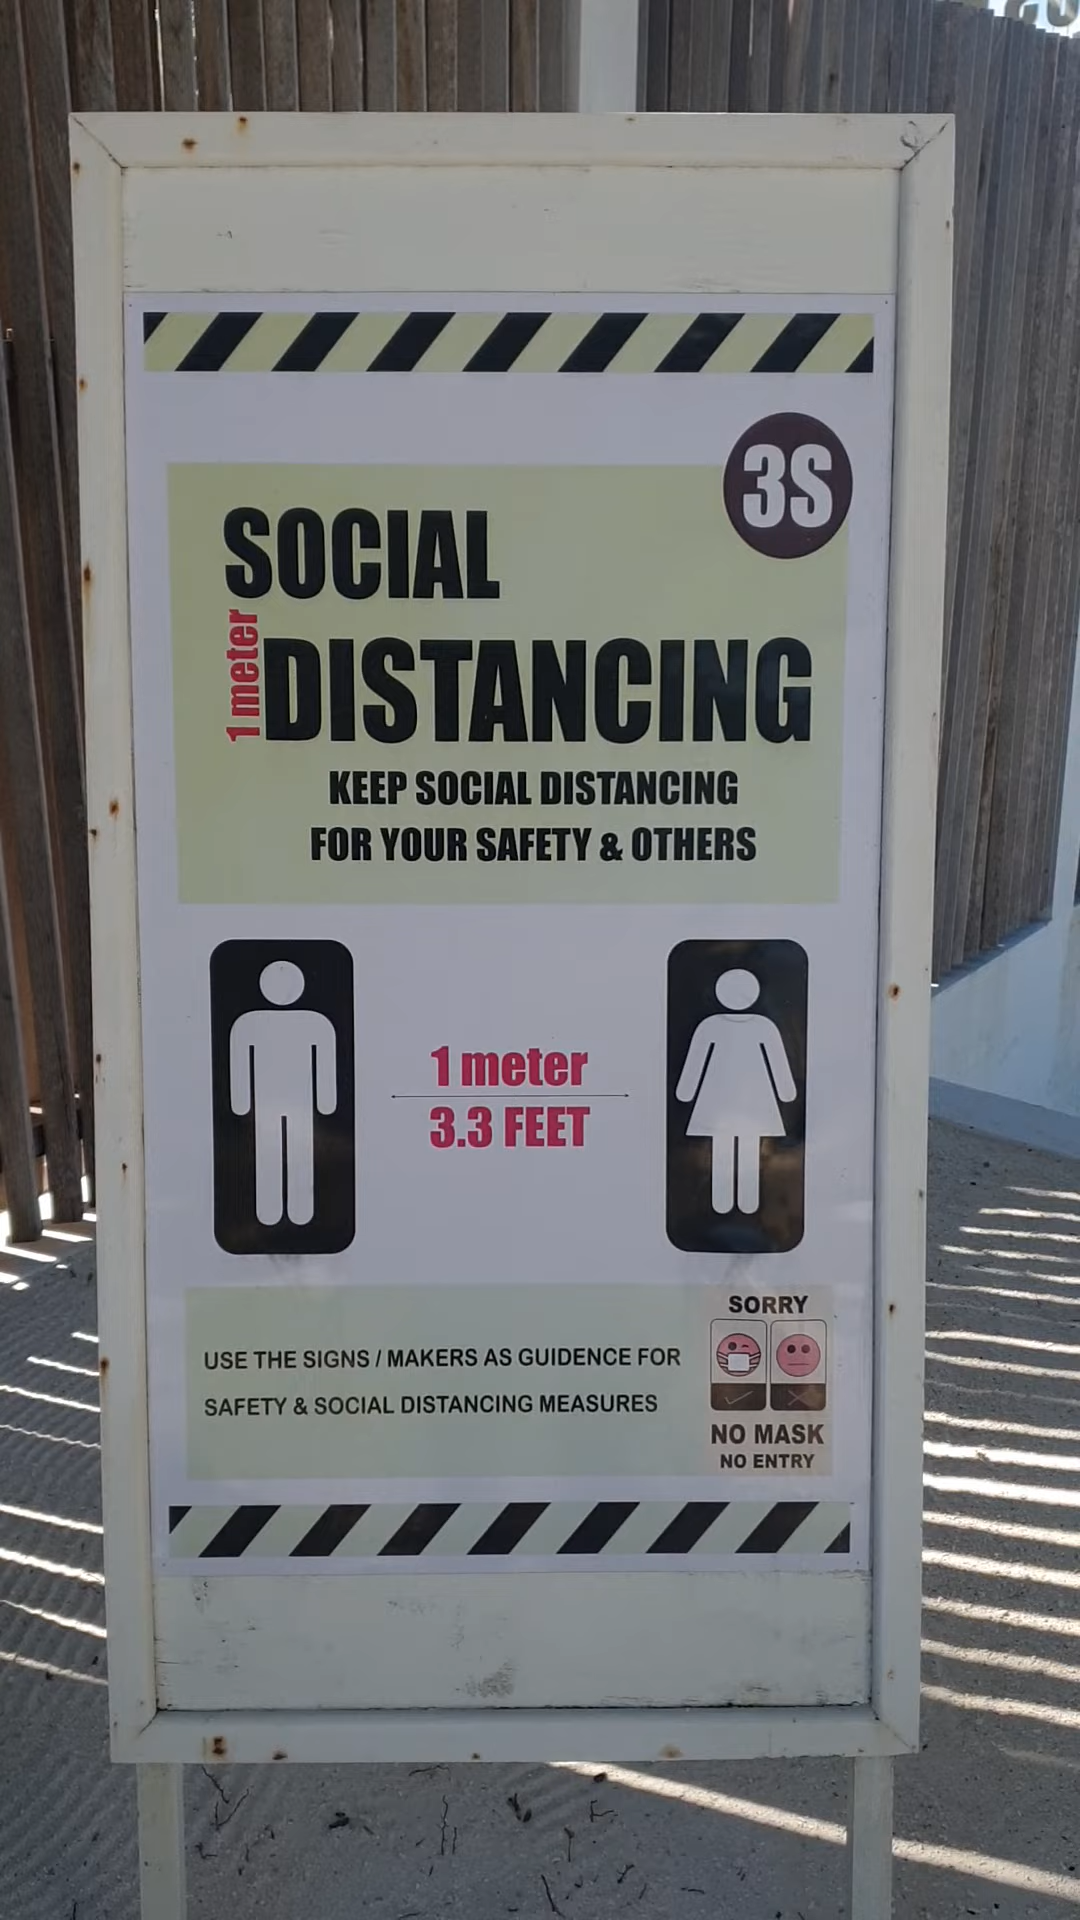 3S
SOCIAL
1 meter
DISTANCING
KEEP SOCIAL DISTANCING
FOR YOUR SAFETY & OTHERS
1 meter
3.3 FEET
USE THE SIGNS / MAKERS AS GUIDENCE FOR
SAFETY & SOCIAL DISTANCING MEASURES
SORRY
NO MASK
NO ENTRY